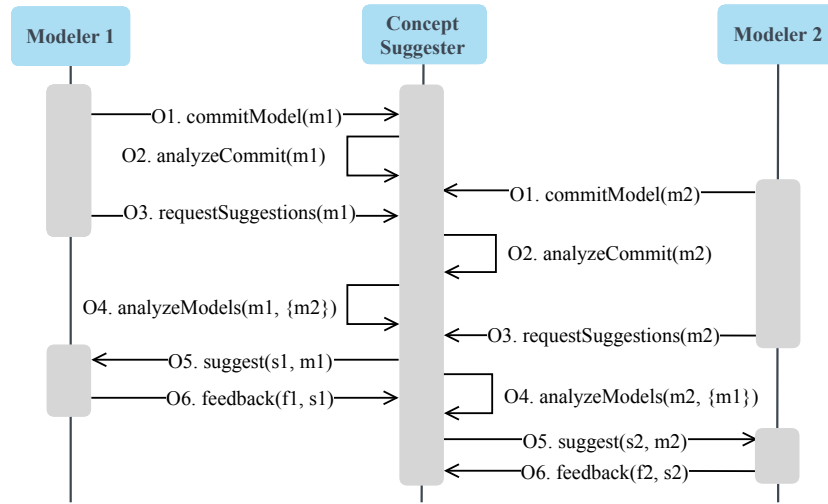 Modeler 1
Concept
Suggester
Modeler 2
O1. commitModel(m1)
O2. analyzeCommit(m1)
O1. commitModel(m2)
O3. requestSuggestions(m1)
O2. analyzeCommit(m2)
O4. analyzeModels(m1, {m2})
O3. requestSuggestions(m2)
O5. suggest(s1, m1)
O6. feedback(f1, s1)
O4. analyzeModels(m2, {m1})
O5. suggest(s2, m2)
O6. feedback(f2, s2)